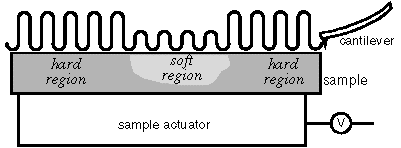 cantilever
hard
region
soft
region
hard
region
sample
sample actuator
V